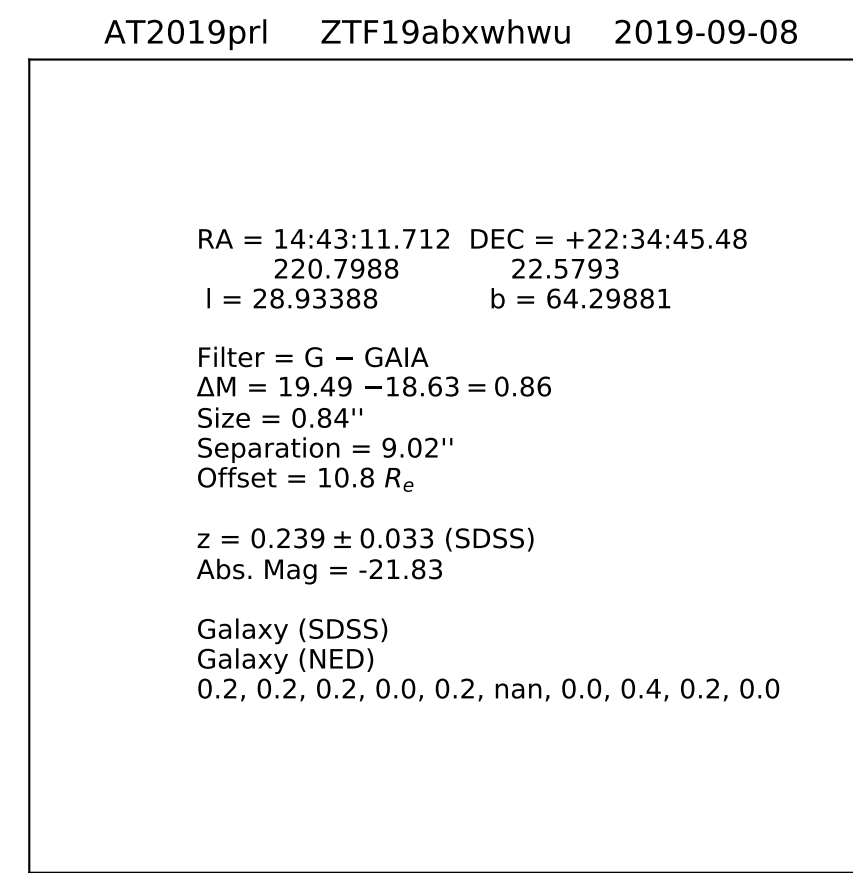 AT2019prl ZTF19abxwhwu 2019-09-08
RA = 14:43:11.712 DEC = +22:34:45.48
220.7988 22.5793
l = 28.93388 b = 64.29881
Filter = G − GAIA
ΔM = 19.49 −18.63 = 0.86
Size = 0.84''
Separation = 9.02''
Offset = 10.8 Rₑ
z = 0.239 ± 0.033 (SDSS)
Abs. Mag = -21.83
Galaxy (SDSS)
Galaxy (NED)
0.2, 0.2, 0.2, 0.0, 0.2, nan, 0.0, 0.4, 0.2, 0.0